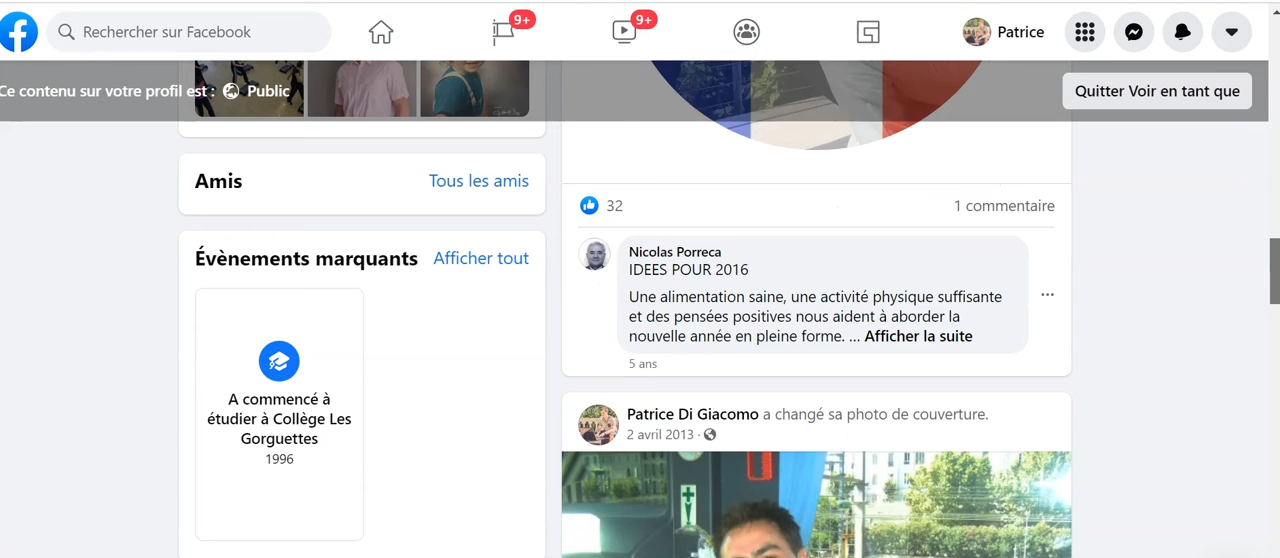 Rechercher sur Facebook
9+
9+
Patrice
Ce contenu sur votre profil est : Public
Quitter Voir en tant que
Amis
Tous les amis
Évènements marquants
Afficher tout
A commencé à
étudier à Collège Les
Gorguettes
1996
32
1 commentaire
Nicolas Porreca
IDEES POUR 2016
Une alimentation saine, une activité physique suffisante
et des pensées positives nous aident à aborder la
nouvelle année en pleine forme. ... Afficher la suite
5 ans
Patrice Di Giacomo a changé sa photo de couverture.
2 avril 2013 ·